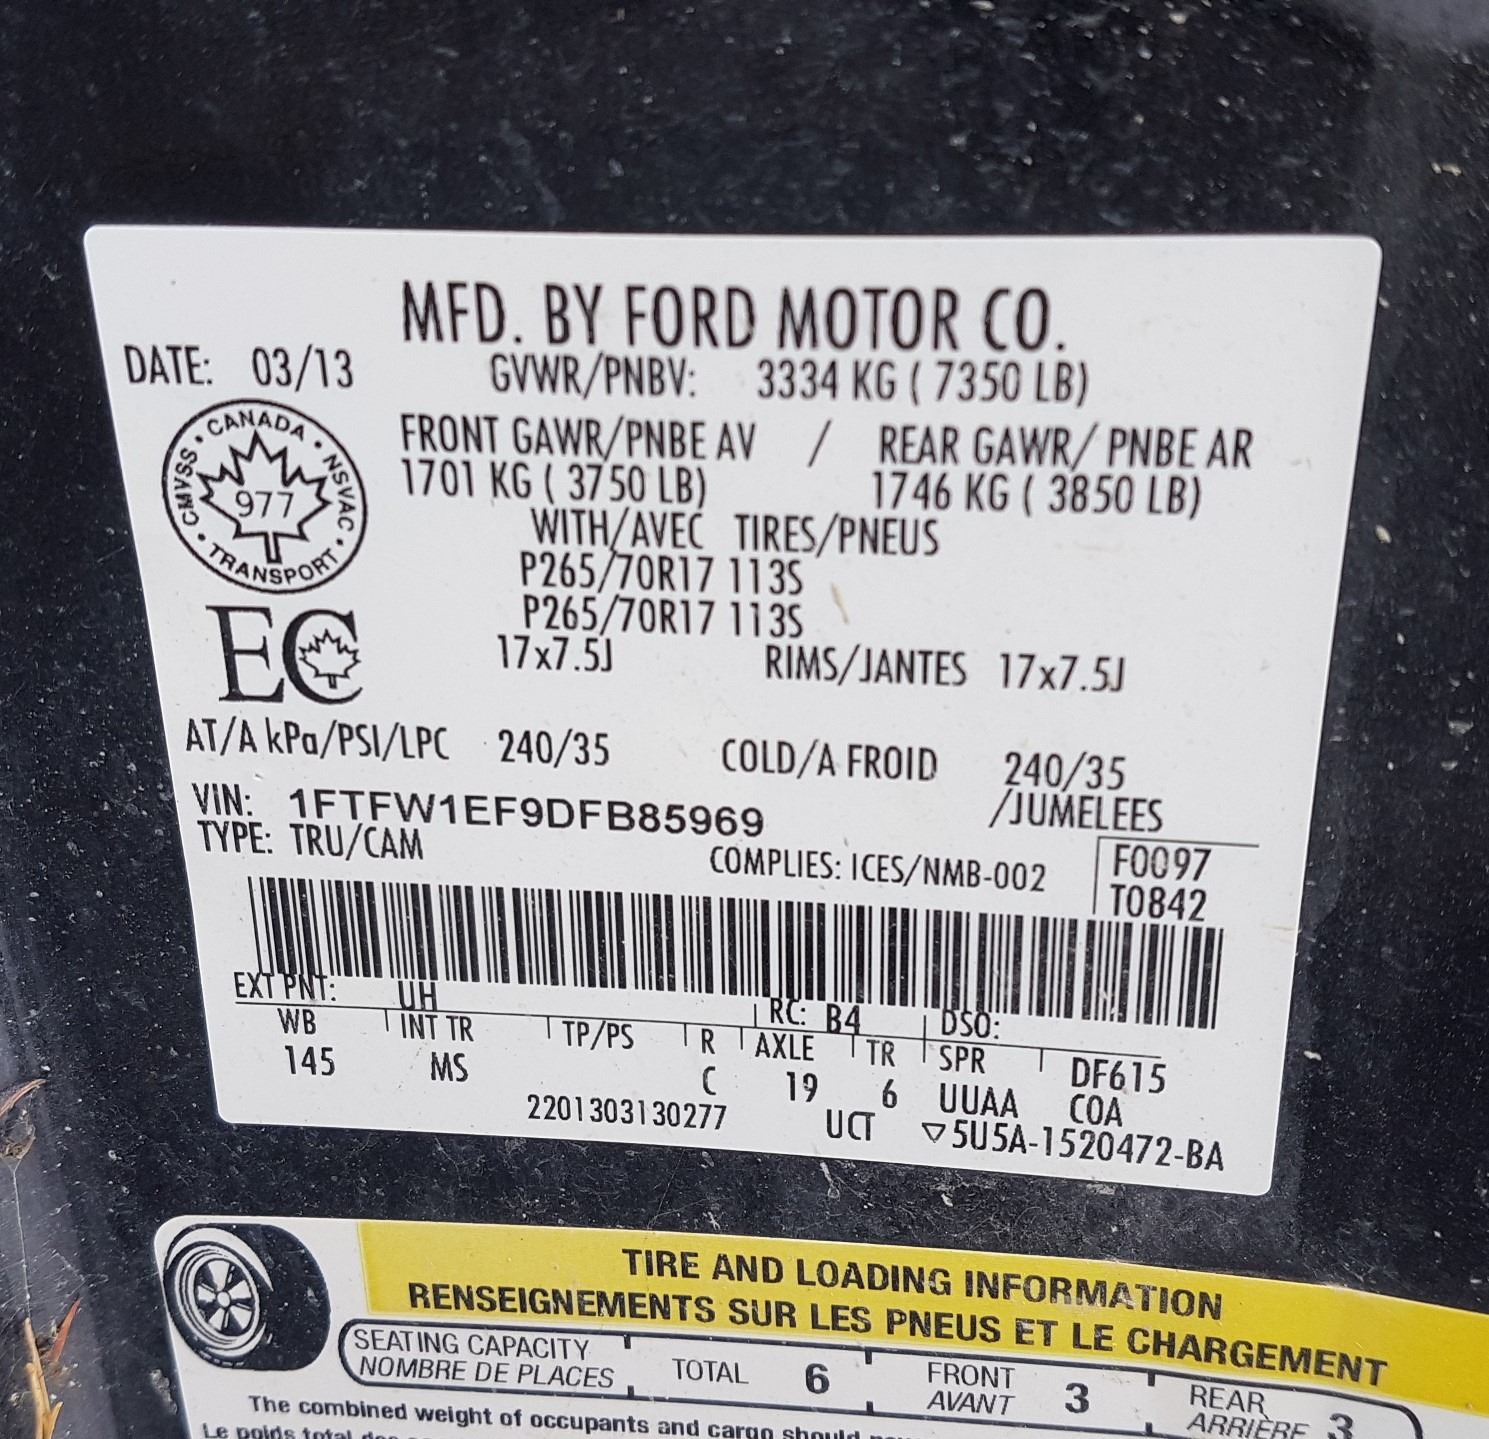 MFD. BY FORD MOTOR CO.
DATE: 03/13 GVWR/PNBV: 3334 KG ( 7350 LB)
CANADA • NSVAC • TRANSPORT • CMVSS •
977
FRONT GAWR/PNBE AV / REAR GAWR/ PNBE AR
1701 KG ( 3750 LB) 1746 KG ( 3850 LB)
WITH/AVEC TIRES/PNEUS
P265/70R17 113S
P265/70R17 113S
EC
17x7.5J RIMS/JANTES 17x7.5J
AT/A kPa/PSI/LPC 240/35 COLD/A FROID 240/35
VIN: 1FTFW1EF9DFB85969 /JUMELEES
TYPE: TRU/CAM COMPLIES: ICES/NMB-002 F0097
T0842
EXT PNT: UH RC: B4 DSO:
WB INT TR TP/PS R AXLE TR SPR DF615
145 MS C 19 6 UUAA COA
2201303130277 UCT ▽5U5A-1520472-BA
TIRE AND LOADING INFORMATION
RENSEIGNEMENTS SUR LES PNEUS ET LE CHARGEMENT
SEATING CAPACITY
NOMBRE DE PLACES
TOTAL 6
FRONT
AVANT
3
REAR
ARRIÈRE
3
The combined weight of occupants and cargo should
Le poids total